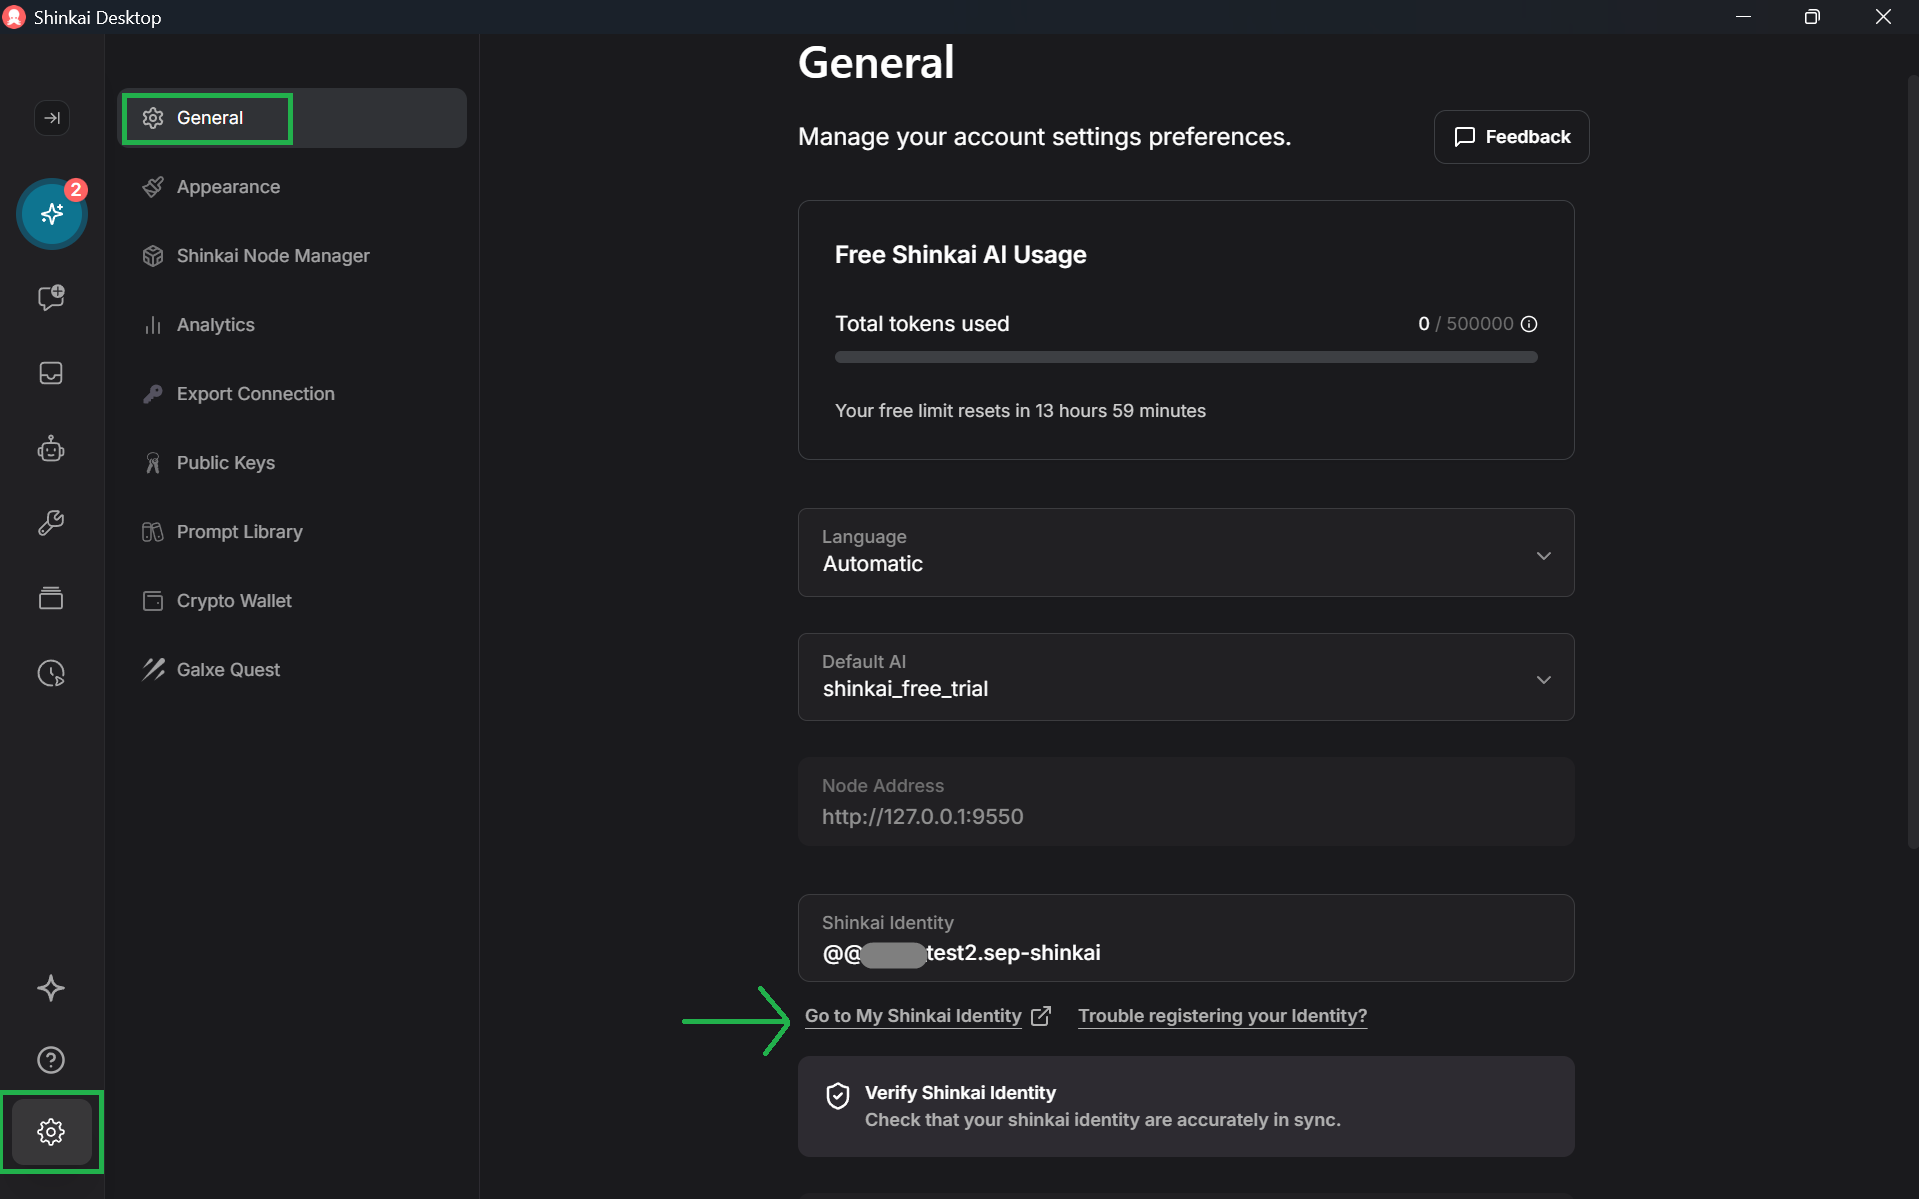 Shinkai Desktop
2
General
Appearance
Shinkai Node Manager
Analytics
Export Connection
Public Keys
Prompt Library
Crypto Wallet
Galxe Quest
General
Manage your account settings preferences.
Feedback
Free Shinkai AI Usage
Total tokens used
0 / 500000
Your free limit resets in 13 hours 59 minutes
Language
Automatic
Default AI
shinkai_free_trial
Node Address
http://127.0.0.1:9550
Shinkai Identity
@@ test2.sep-shinkai
Go to My Shinkai Identity
Trouble registering your Identity?
Verify Shinkai Identity
Check that your shinkai identity are accurately in sync.